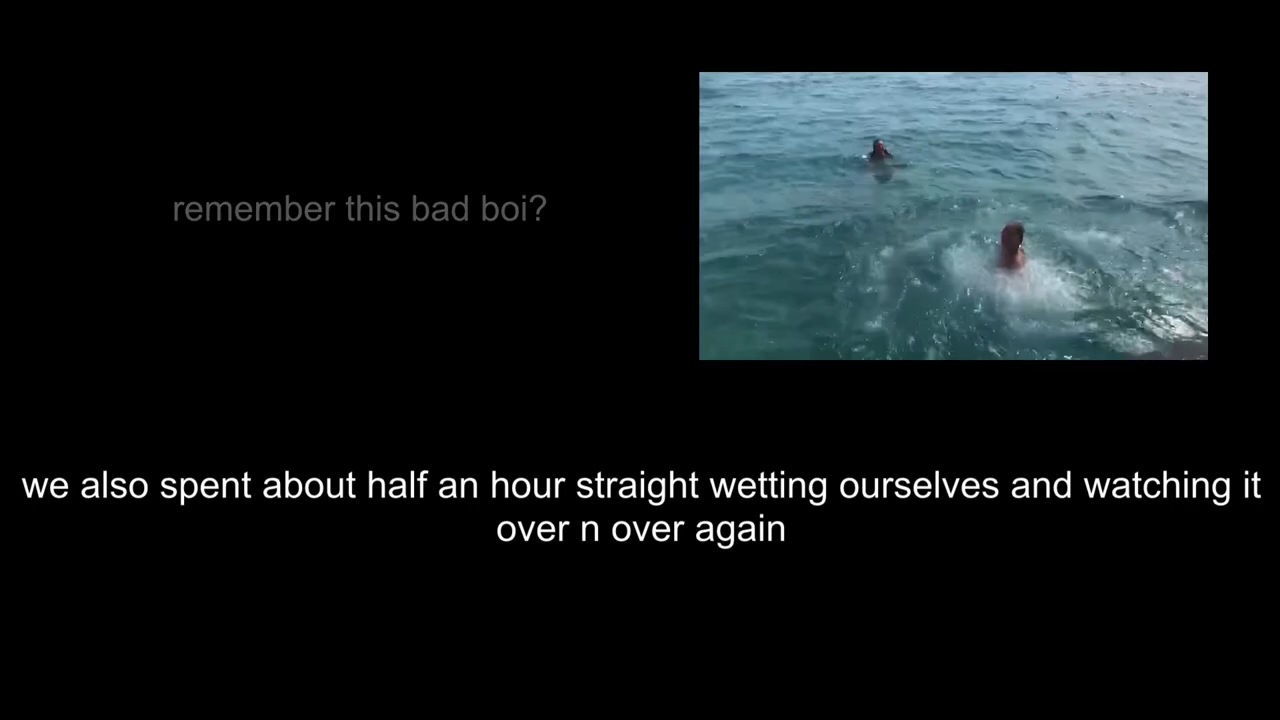 remember this bad boi?
we also spent about half an hour straight wetting ourselves and watching it
over n over again